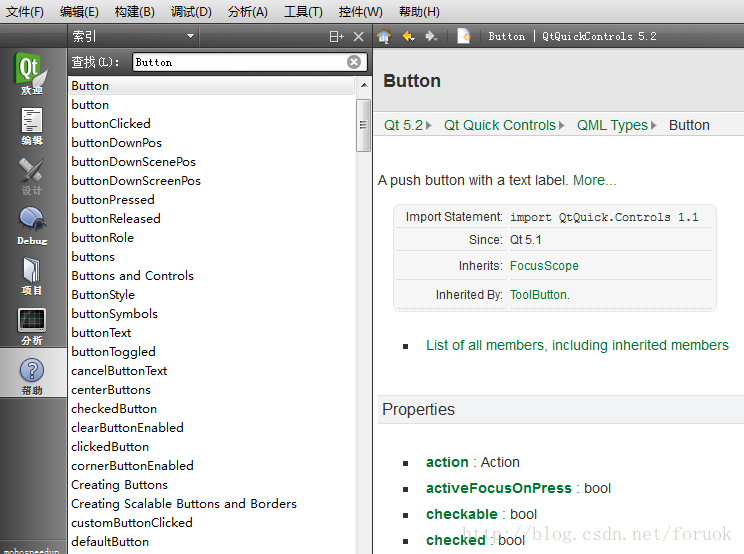 文件(F) 编辑(E) 构建(B) 调试(D) 分析(A) 工具(T) 控件(W) 帮助(H)
索引
Button | QtQuickControls 5.2
Qt
欢迎
编辑
设计
Debug
项目
分析
帮助
查找(L): Button
Button
button
buttonClicked
buttonDownPos
buttonDownScenePos
buttonDownScreenPos
buttonPressed
buttonReleased
buttonRole
buttons
Buttons and Controls
ButtonStyle
buttonSymbols
buttonText
buttonToggled
cancelButtonText
centerButtons
checkedButton
clearButtonEnabled
clickedButton
cornerButtonEnabled
Creating Buttons
Creating Scalable Buttons and Borders
customButtonClicked
defaultButton
Button
Qt 5.2 Qt Quick Controls QML Types Button
A push button with a text label. More...
Import Statement: import QtQuick.Controls 1.1
Since: Qt 5.1
Inherits: FocusScope
Inherited By: ToolButton.
List of all members, including inherited members
Properties
action : Action
activeFocusOnPress : bool
checkable : bool
checked : bool
http://blog.csdn.net/foruok